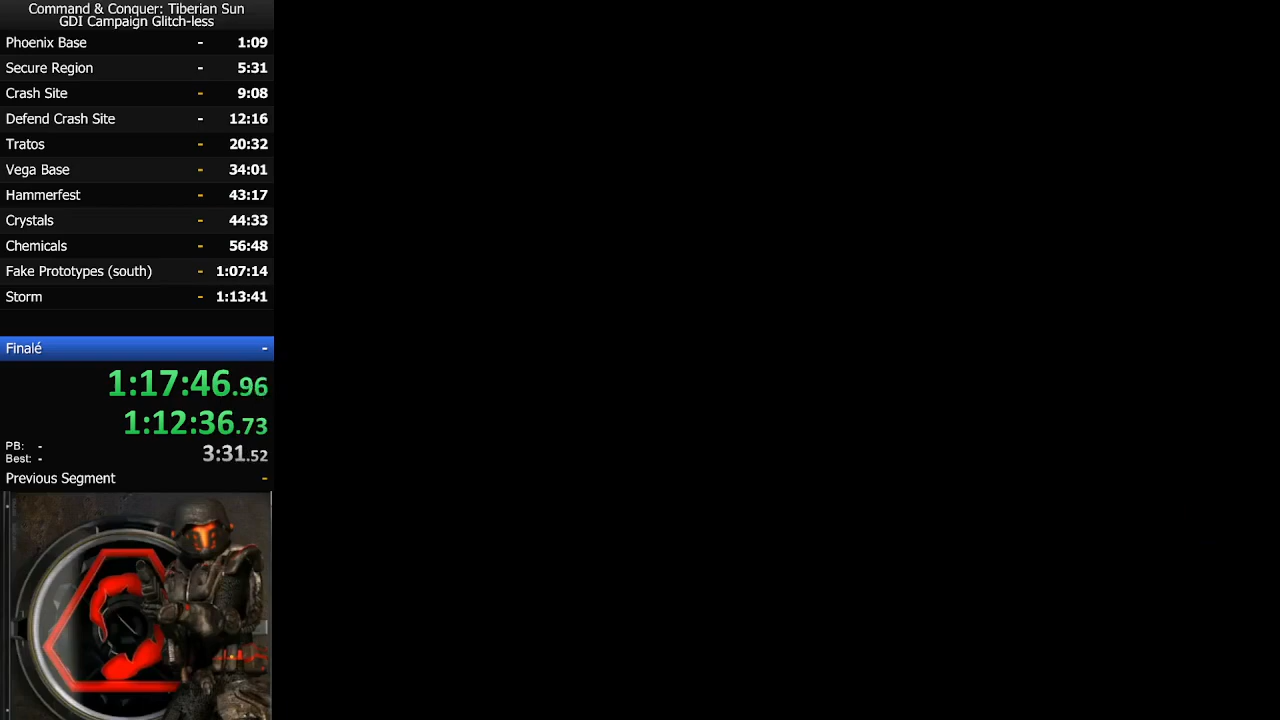 Command & Conquer: Tiberian Sun
GDI Campaign Glitch-less
Phoenix Base - 1:09
Secure Region - 5:31
Crash Site - 9:08
Defend Crash Site - 12:16
Tratos - 20:32
Vega Base - 34:01
Hammerfest - 43:17
Crystals - 44:33
Chemicals - 56:48
Fake Prototypes (south) - 1:07:14
Storm - 1:13:41
Finalé -
1:17:46.96
1:12:36.73
PB: -
Best: - 3:31.52
Previous Segment -